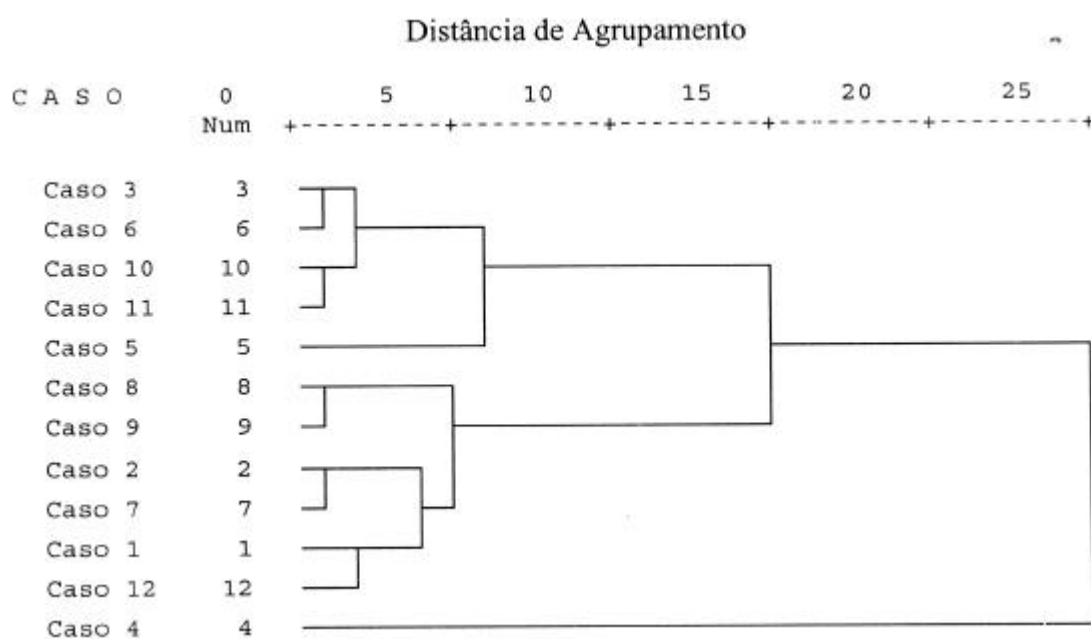 Distância de Agrupamento
C A S O 0 5 10 15 20 25
Num +---------+---------+---------+---------+---------+
Caso 3 3
Caso 6 6
Caso 10 10
Caso 11 11
Caso 5 5
Caso 8 8
Caso 9 9
Caso 2 2
Caso 7 7
Caso 1 1
Caso 12 12
Caso 4 4